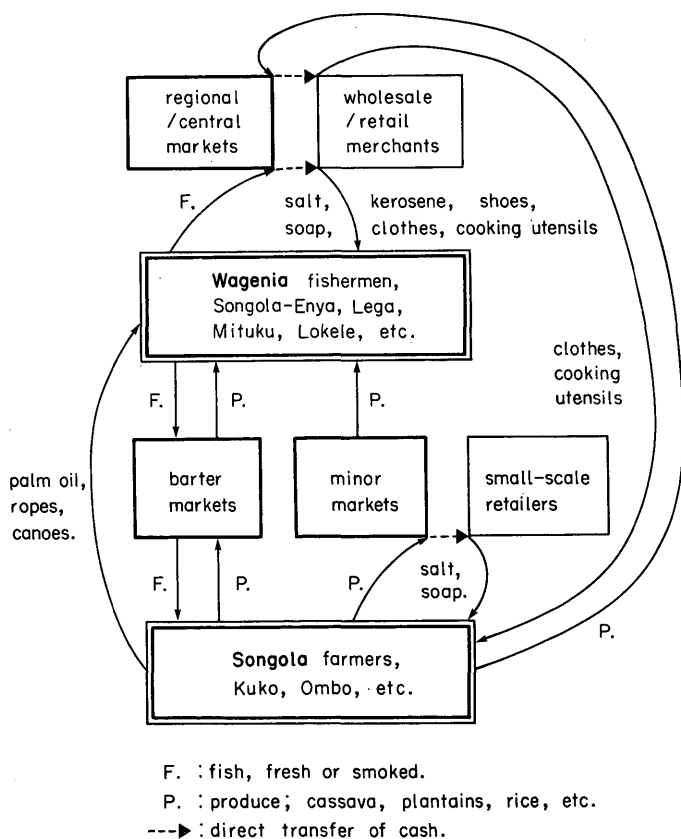 regional
/central
markets
wholesale
/retail
merchants
F.
salt,
soap,
kerosene, shoes,
clothes, cooking utensils
Wagenia fishermen,
Songola-Enya, Lega,
Mituku, Lokele, etc.
clothes,
cooking
utensils
F.
P.
P.
palm oil,
ropes,
canoes.
barter
markets
minor
markets
small-scale
retailers
F.
P.
P.
salt,
soap.
P.
Songola farmers,
Kuko, Ombo, etc.
F. : fish, fresh or smoked.
P. : produce; cassava, plantains, rice, etc.
: direct transfer of cash.